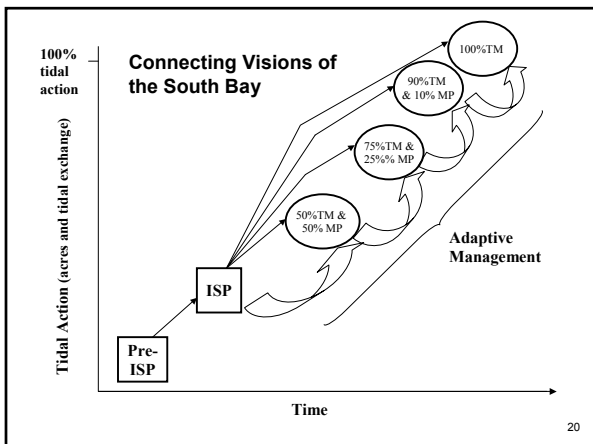 Connecting Visions of
the South Bay
100%
tidal
action
Tidal Action (acres and tidal exchange)
100%TM
90%TM
& 10% MP
75%TM &
25%% MP
50%TM &
50% MP
ISP
Pre-
ISP
Adaptive
Management
Time
20